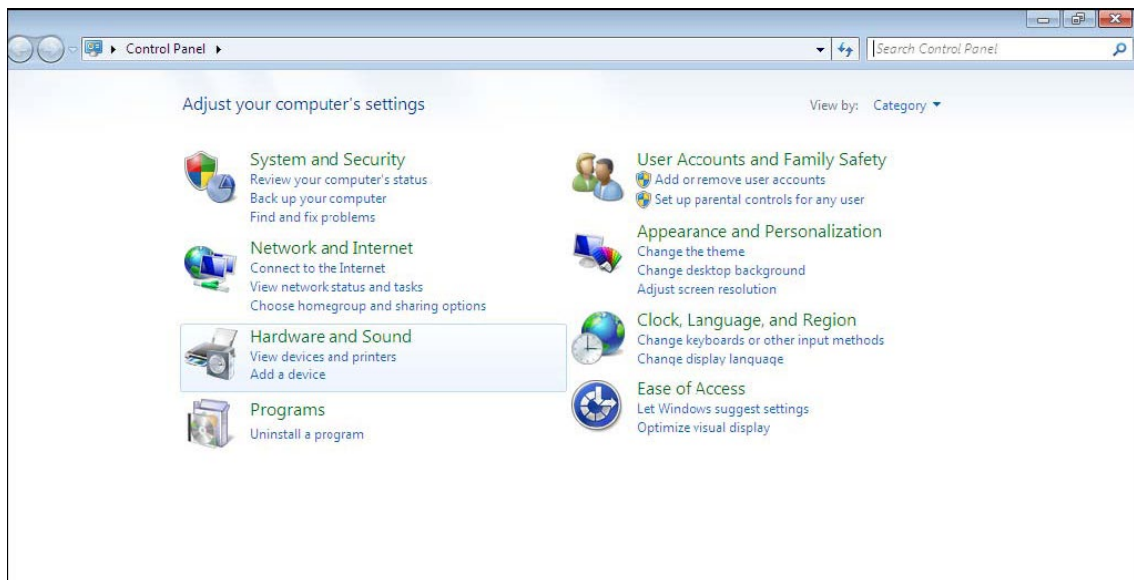 Control Panel
Search Control Panel
Adjust your computer's settings
View by: Category
System and Security
Review your computer's status
Back up your computer
Find and fix problems
Network and Internet
Connect to the Internet
View network status and tasks
Choose homegroup and sharing options
Hardware and Sound
View devices and printers
Add a device
Programs
Uninstall a program
User Accounts and Family Safety
Add or remove user accounts
Set up parental controls for any user
Appearance and Personalization
Change the theme
Change desktop background
Adjust screen resolution
Clock, Language, and Region
Change keyboards or other input methods
Change display language
Ease of Access
Let Windows suggest settings
Optimize visual display